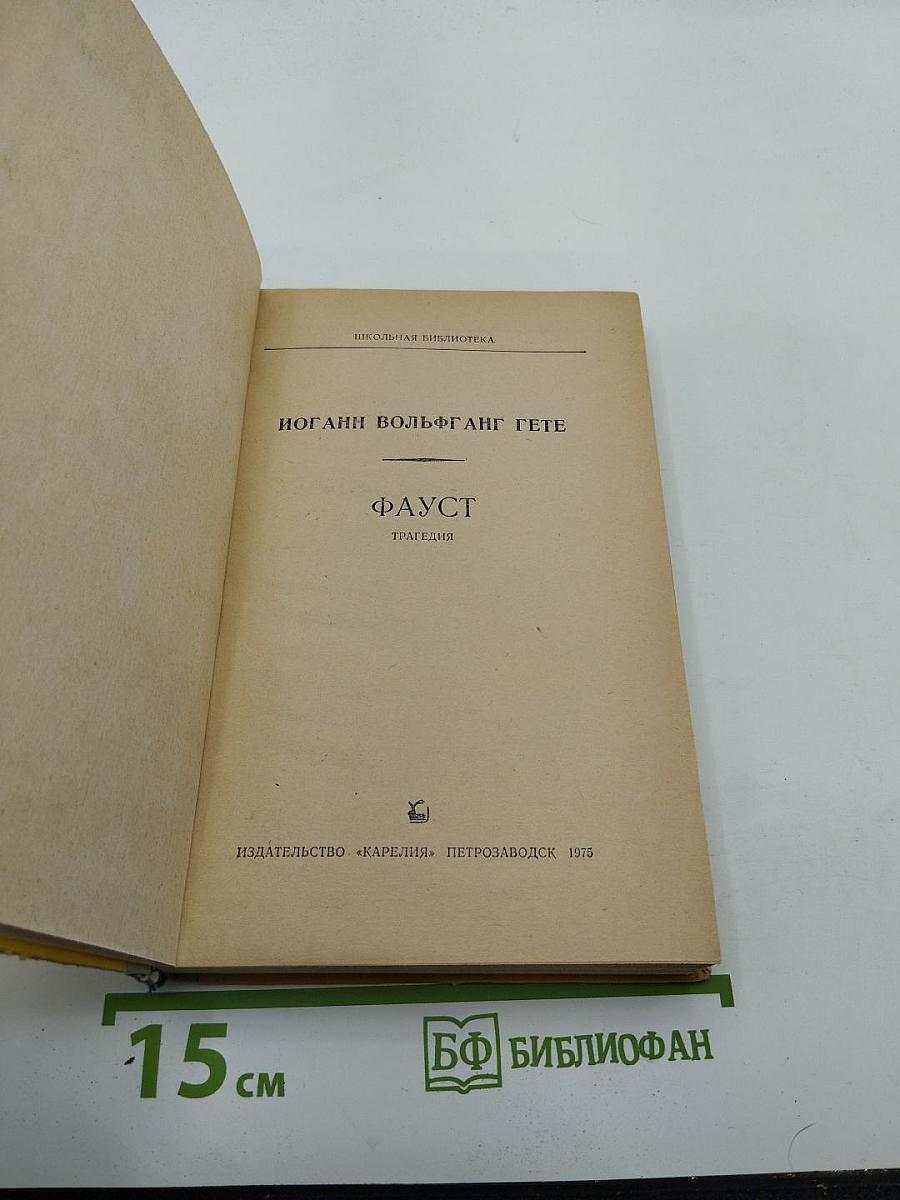 ШКОЛЬНАЯ БИБЛИОТЕКА
ИОГАНН ВОЛЬФГАНГ ГЕТЕ
ФАУСТ
ТРАГЕДИЯ
ИЗДАТЕЛЬСТВО «КАРЕЛИЯ» ПЕТРОЗАВОДСК 1975
15 см
БФ БИБЛИОФАН